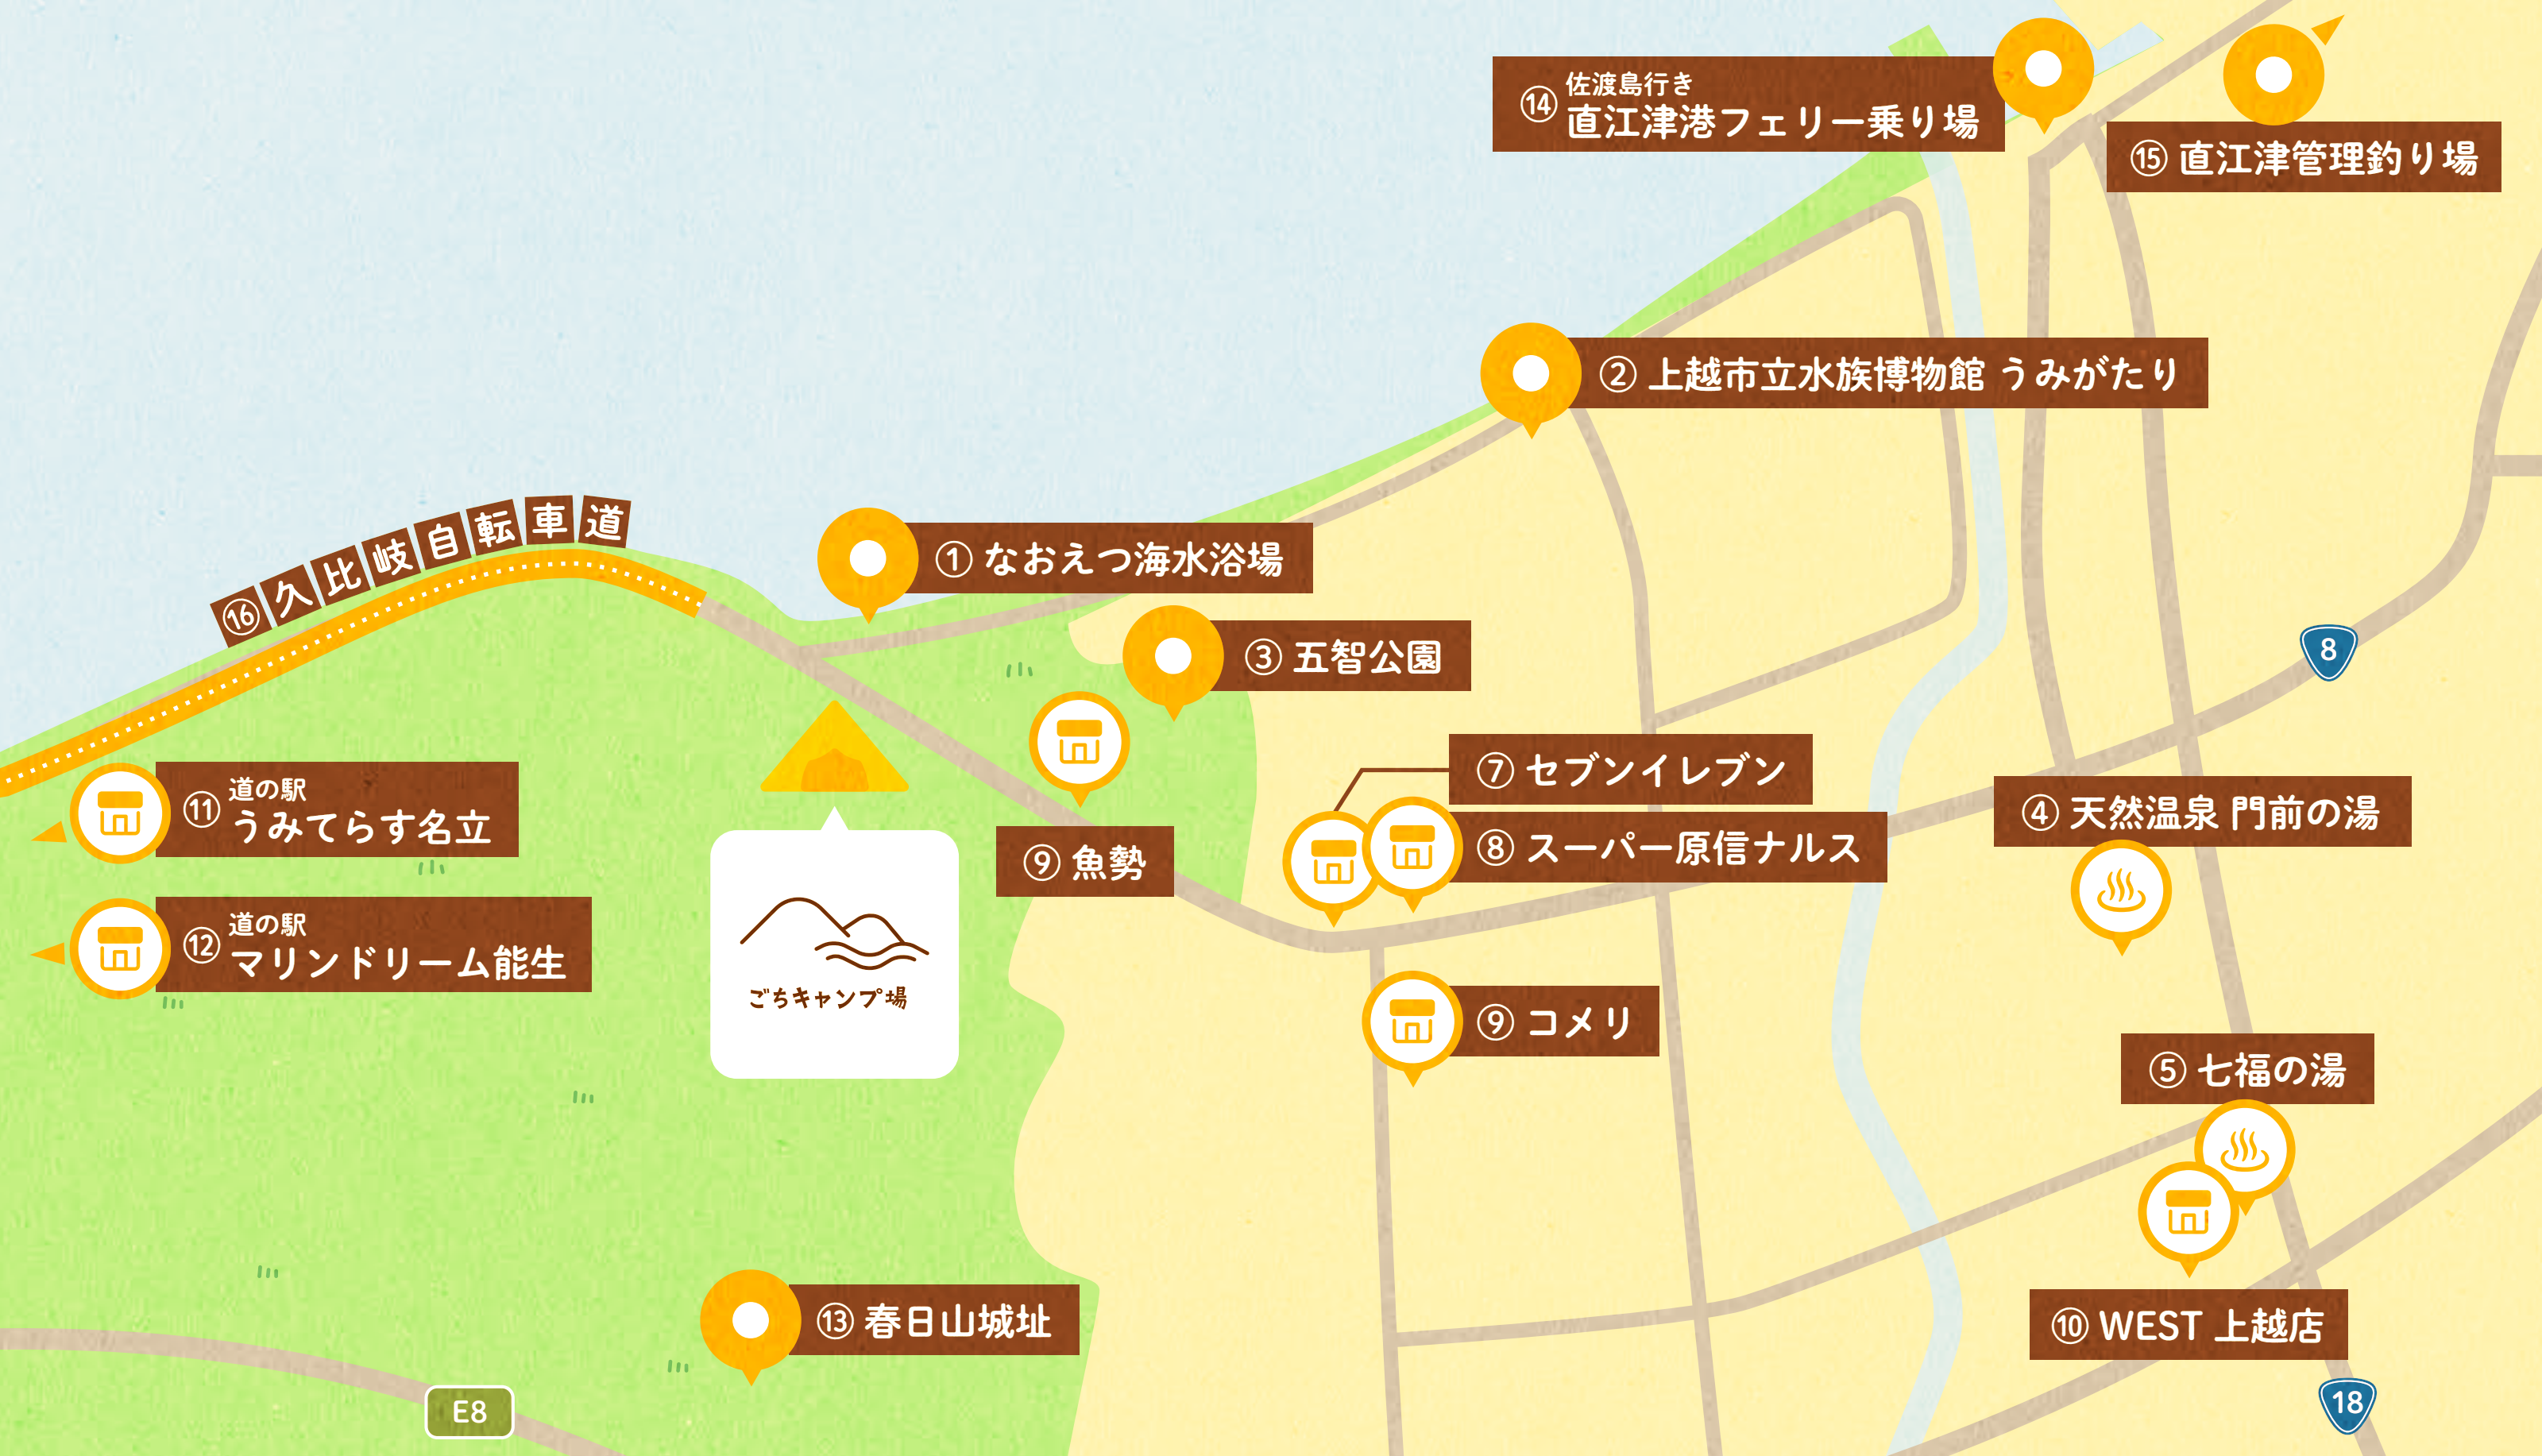 ⑭ 佐渡島行き
直江津港フェリー乗り場
⑮ 直江津管理釣り場
② 上越市立水族博物館 うみがたり
⑯久比岐自転車道
① なおえつ海水浴場
③ 五智公園
8
⑦ セブンイレブン
⑪ 道の駅
うみてらす名立
④ 天然温泉 門前の湯
⑧ スーパー原信ナルス
⑨ 魚勢
⑫ 道の駅
マリンドリーム能生
ごちキャンプ場
⑨ コメリ
⑤ 七福の湯
⑬ 春日山城址
⑩ WEST 上越店
E8
18